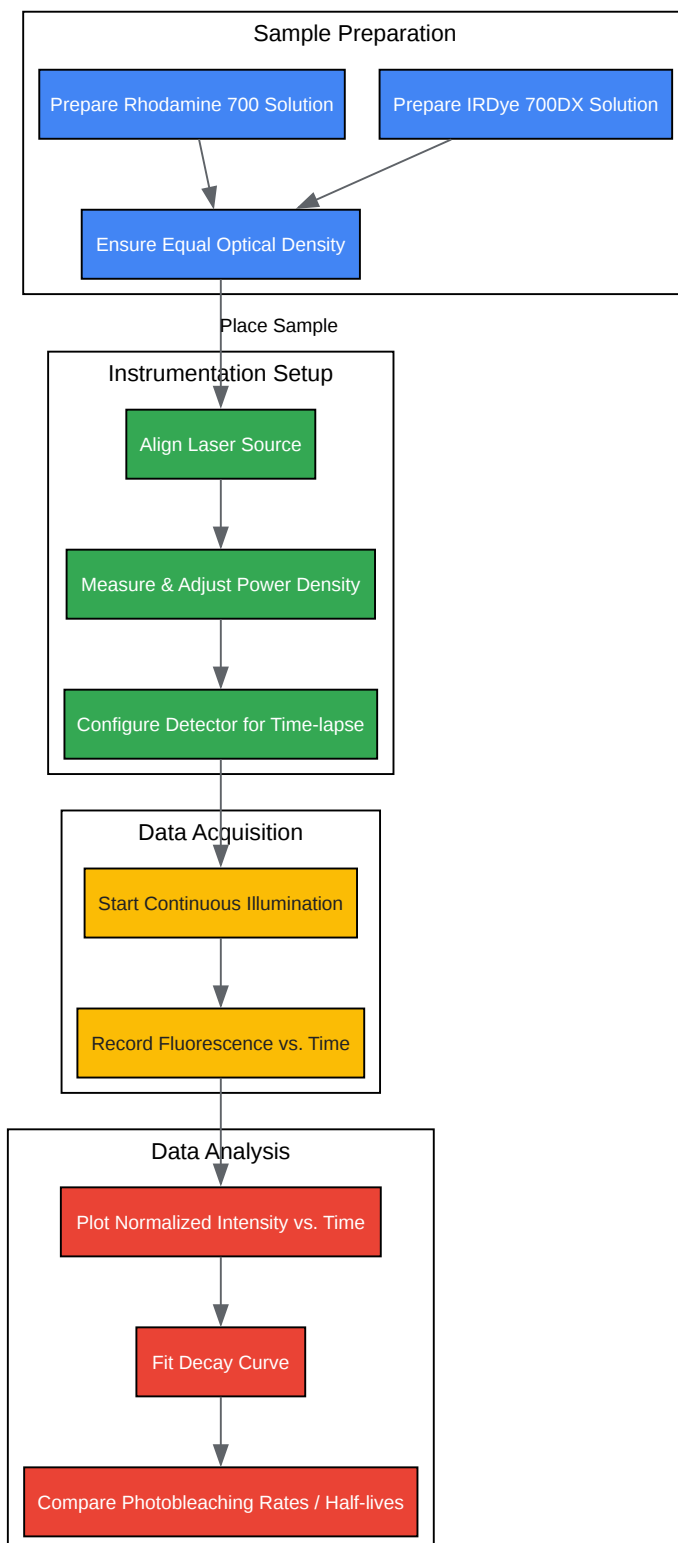 Sample Preparation
Prepare Rhodamine 700 Solution
Prepare IRDye 700DX Solution
Ensure Equal Optical Density
Place Sample
Instrumentation Setup
Align Laser Source
Measure & Adjust Power Density
Configure Detector for Time-lapse
Data Acquisition
Start Continuous Illumination
Record Fluorescence vs. Time
Data Analysis
Plot Normalized Intensity vs. Time
Fit Decay Curve
Compare Photobleaching Rates / Half-lives